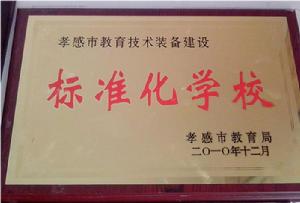 孝感市教育技术装备建设
标准化学校
孝感市教育局
二〇一〇年十二月